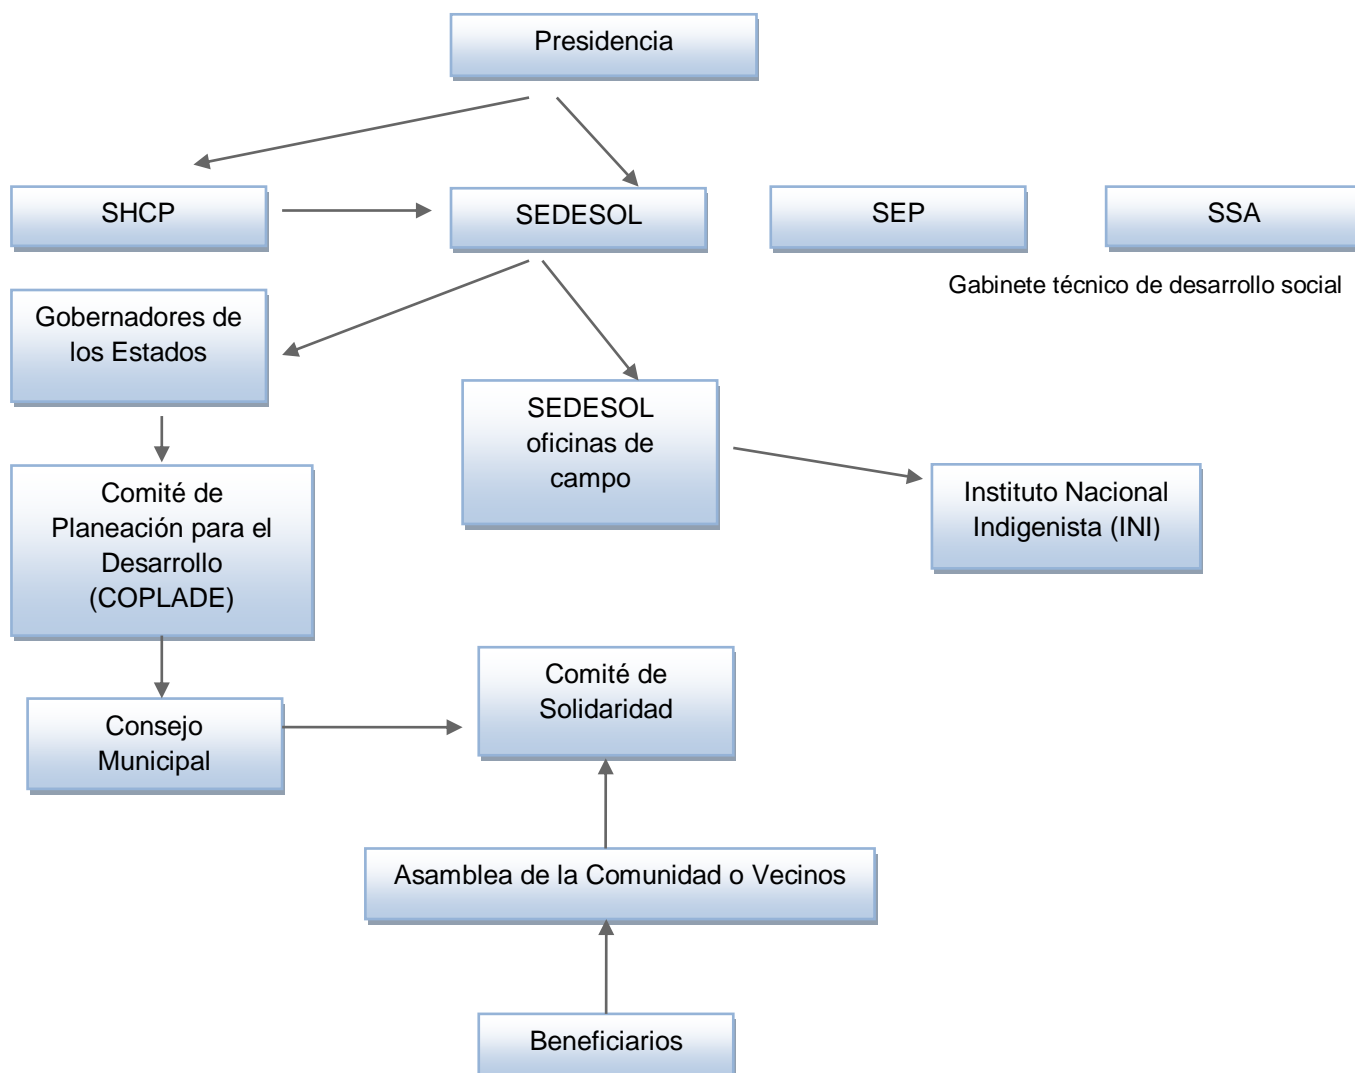 Presidencia
SHCP
SEDESOL
SEP
SSA
Gabinete técnico de desarrollo social
Gobernadores de
los Estados
SEDESOL
oficinas de
campo
Instituto Nacional
Indigenista (INI)
Comité de
Planeación para el
Desarrollo
(COPLADE)
Comité de
Solidaridad
Consejo
Municipal
Asamblea de la Comunidad o Vecinos
Beneficiarios